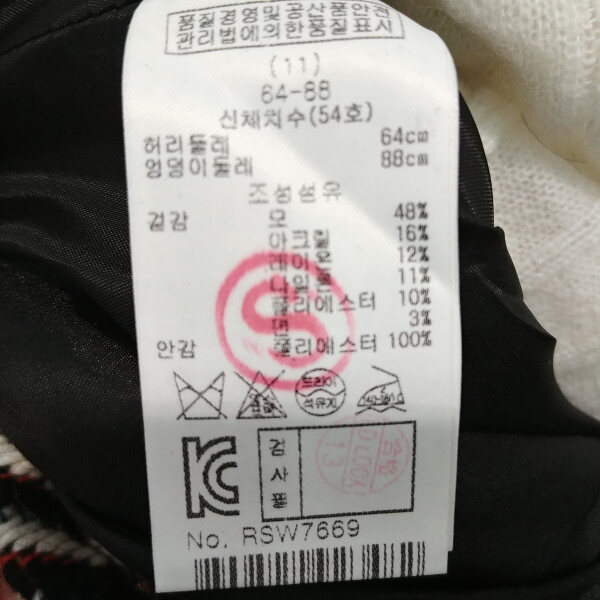 품질경영및공산품안전
관리법에의한품질표시
(11)
64-88
신체치수(54호)
허리둘레 64cm
엉덩이둘레 88cm
조성섬유
겉감 모 48%
아크릴 16%
레이온 12%
나일론 11%
폴리에스터 10%
면 3%
안감 폴리에스터 100%
드라이
석유계
검사필
No. RSW7669